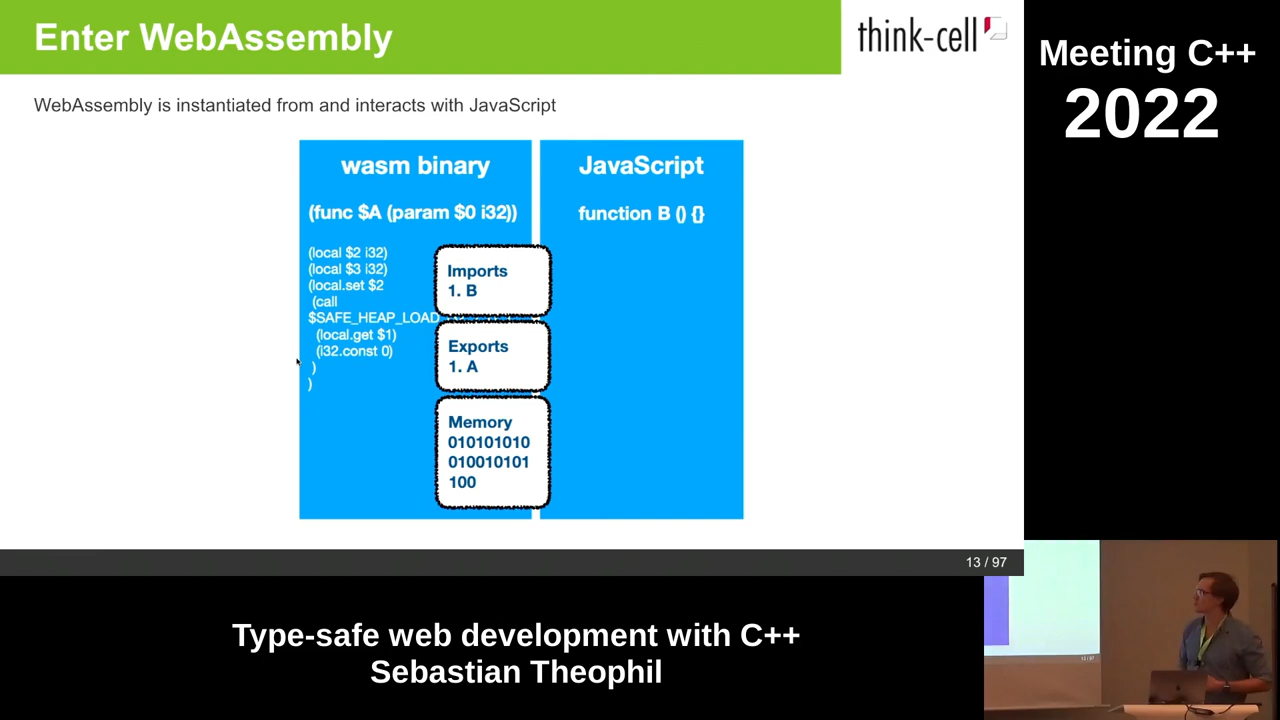 Enter WebAssembly
think-cell
Meeting C++
2022
WebAssembly is instantiated from and interacts with JavaScript
wasm binary
(func $A (param $0 i32))
(local $2 i32)
(local $3 i32)
(local.set $2
(call
$SAFE_HEAP_LOAD
(local.get $1)
(i32.const 0)
)
)
JavaScript
function B () {}
Imports
1. B
Exports
1. A
Memory
010101010
010010101
100
13 / 97
Type-safe web development with C++
Sebastian Theophil
13 / 97